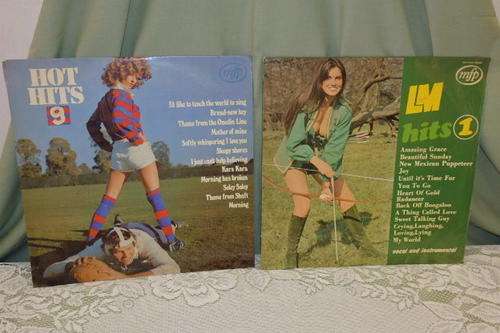 HOT
HITS
9
mfp
I'd like to teach the world to sing
Brand-new key
Theme from the Onedin Line
Mother of mine
Softly whispering I love you
Sleepy shores
I just can't help believing
Kara Kara
Morning has broken
Soley Soley
Theme from Shaft
Morning
mfp
LM
hits 1
Amazing Grace
Beautiful Sunday
New Mexican Puppeteer
Joy
Until it's Time For
You To Go
Heart Of Gold
Radancer
Back Off Boogaloo
A Thing Called Love
Sweet Talking Guy
Crying,Laughing,
Loving,Lying
My World
vocal and instrumental